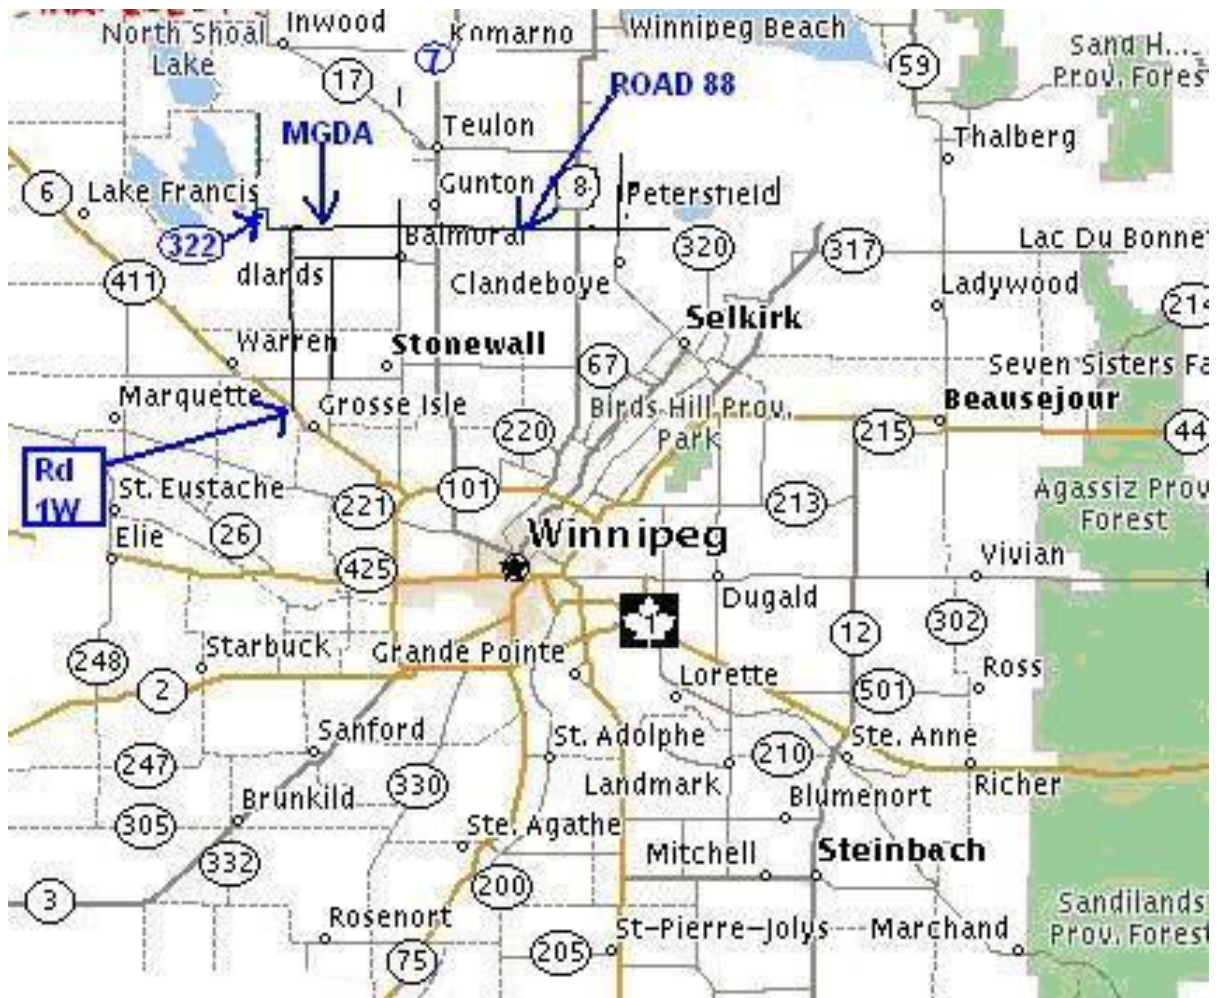 Inwood
Komarno
Winnipeg Beach
North Shoal
Lake
7
59
Sand H....
Prov. Forest
17
ROAD 88
MGDA
Teulon
Thalberg
6
Lake Francis
Gunton
8
Petersfield
322
Balmoral
320
317
Lac Du Bonnet
411
dlands
Clandeboye
Ladywood
214
Selkirk
Warren
Stonewall
67
Seven Sisters Fa
Marquette
Grosse Isle
Birds Hill Prov.
Park
Beausejour
220
215
44
Rd
1W
St. Eustache
221
101
213
Agassiz Prov
Forest
26
Elie
Winnipeg
Vivian
425
1
Dugald
302
12
248
Starbuck
Grande Pointe
Ross
2
Lorette
501
Sanford
St. Adolphe
210
Ste. Anne
247
330
Landmark
Richer
Brunkild
Blumenort
305
Ste. Agathe
332
Mitchell
Steinbach
3
200
Sandilands
Prov. Forest
Rosenort
St-Pierre-Jolys
Marchand
75
205